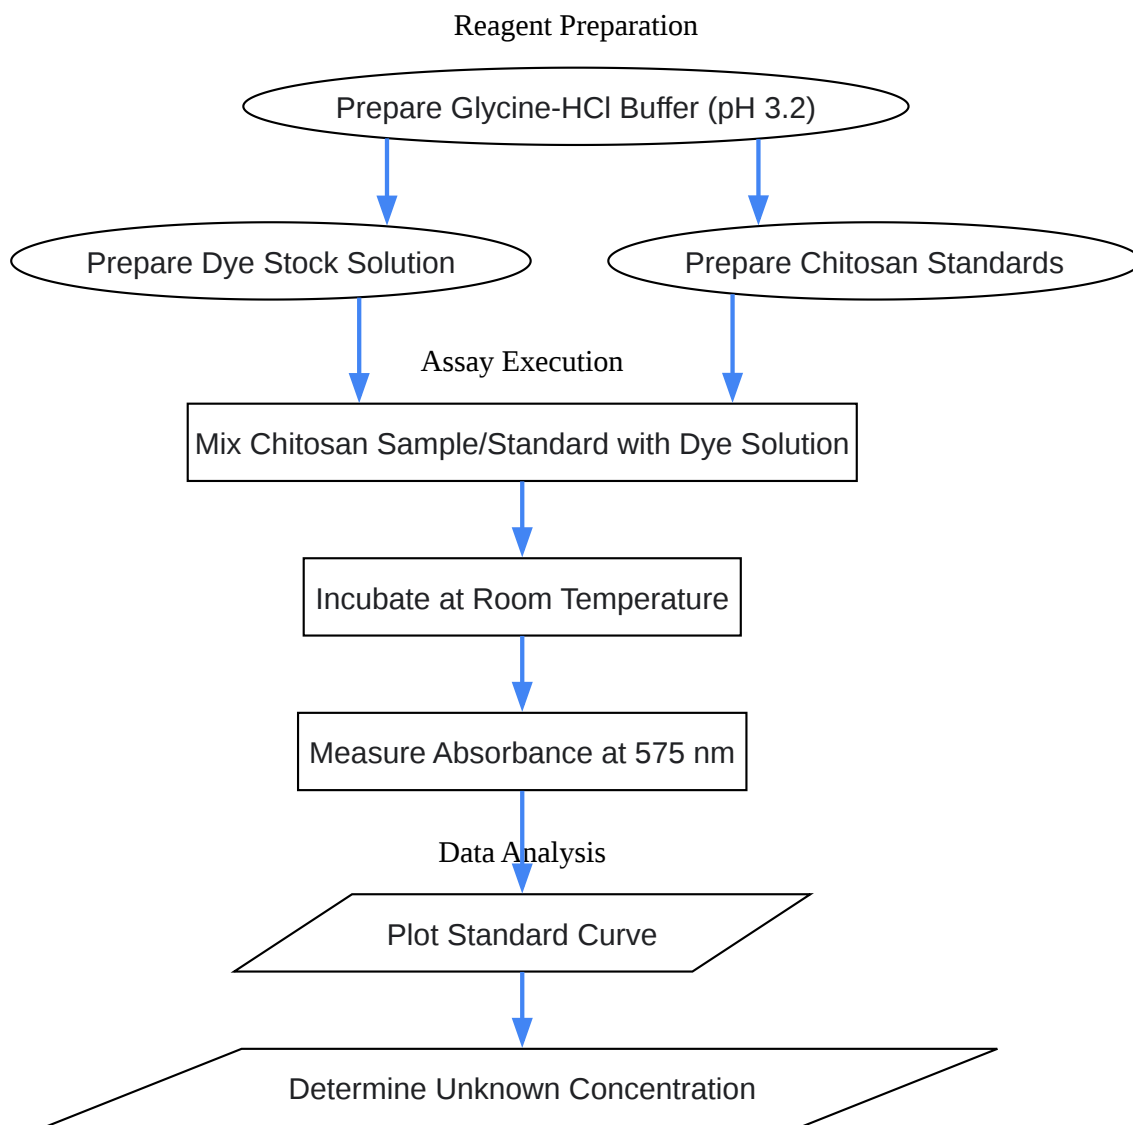 Reagent Preparation
Prepare Glycine-HCl Buffer (pH 3.2)
Prepare Dye Stock Solution
Prepare Chitosan Standards
Assay Execution
Mix Chitosan Sample/Standard with Dye Solution
Incubate at Room Temperature
Measure Absorbance at 575 nm
Data Analysis
Plot Standard Curve
Determine Unknown Concentration